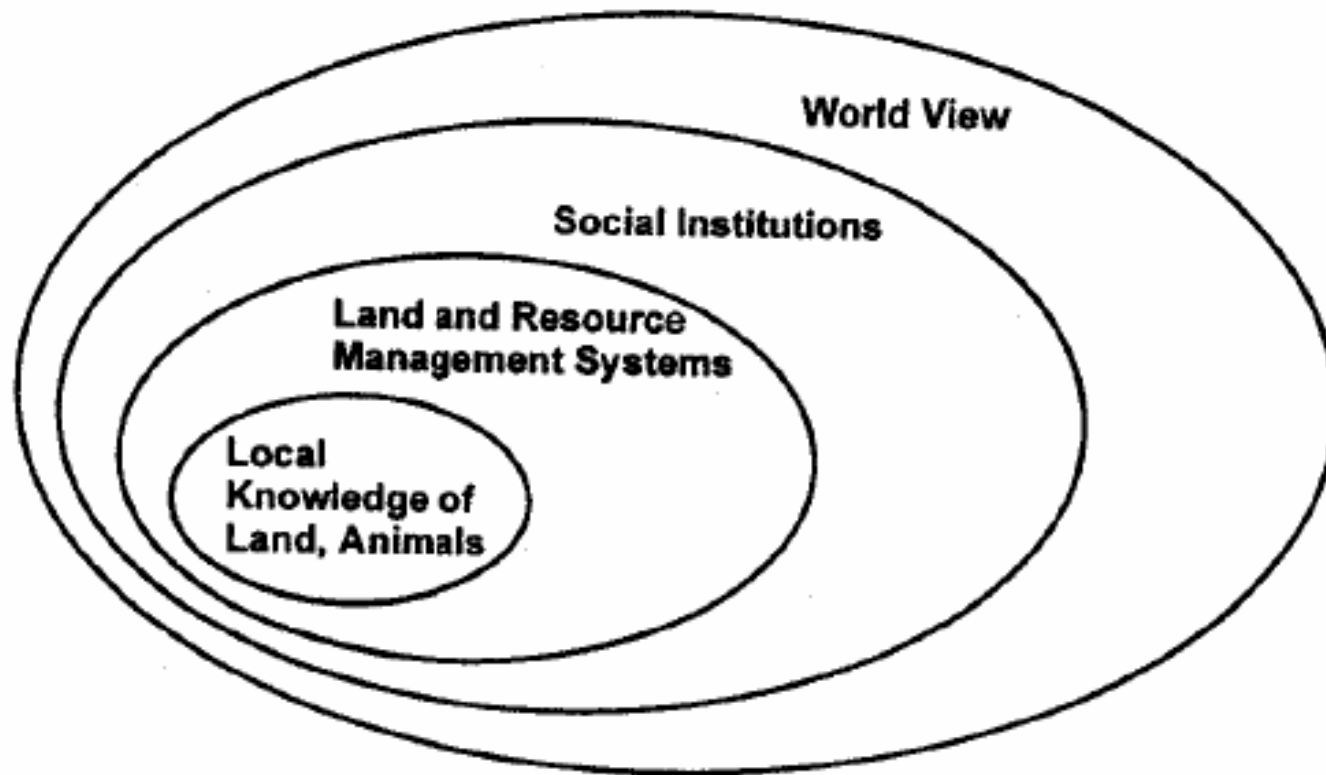 World View
Social Institutions
Land and Resource
Management Systems
Local
Knowledge of
Land, Animals